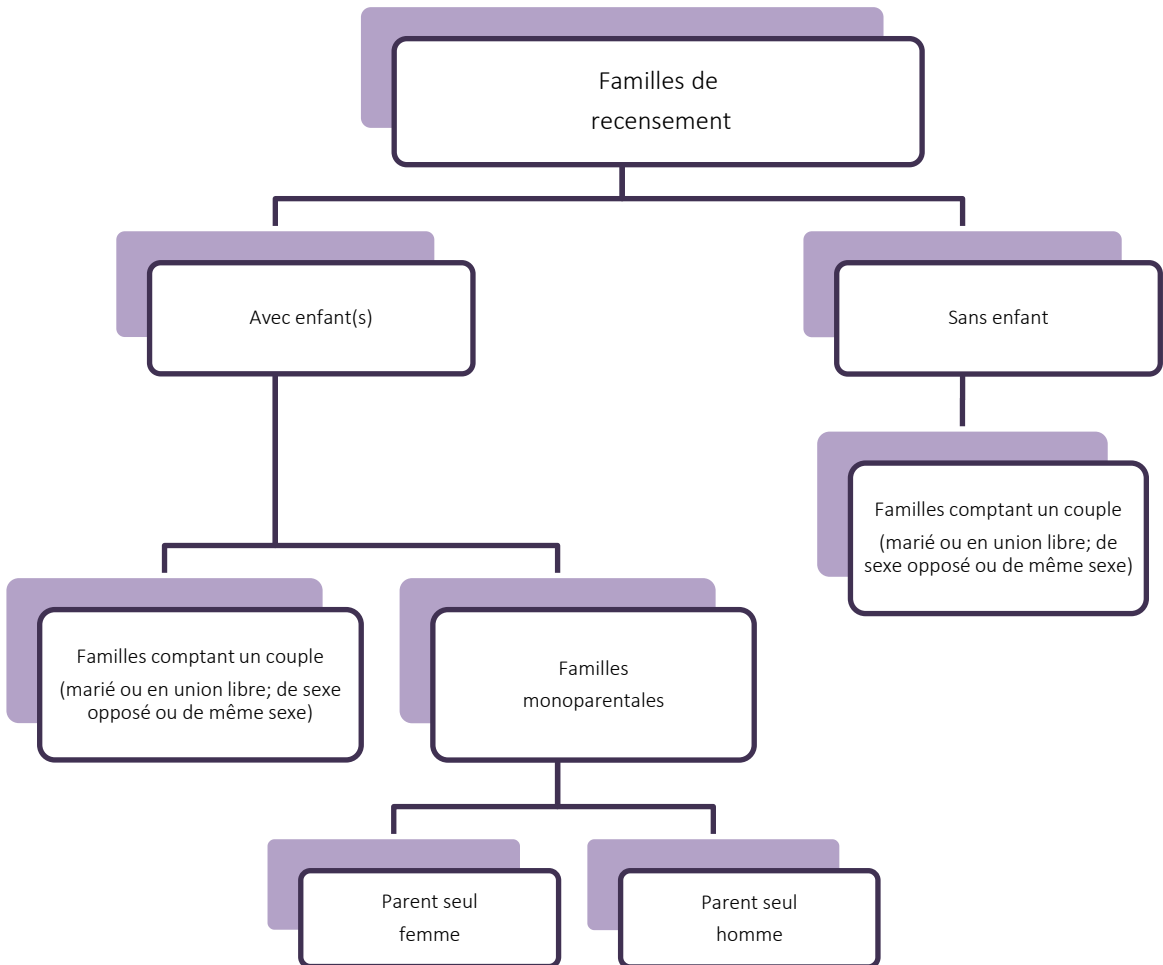 Familles de
recensement
Avec enfant(s)
Sans enfant
Familles comptant un couple
(marié ou en union libre; de
sexe opposé ou de même sexe)
Familles comptant un couple
(marié ou en union libre; de sexe
opposé ou de même sexe)
Familles
monoparentales
Parent seul
femme
Parent seul
homme